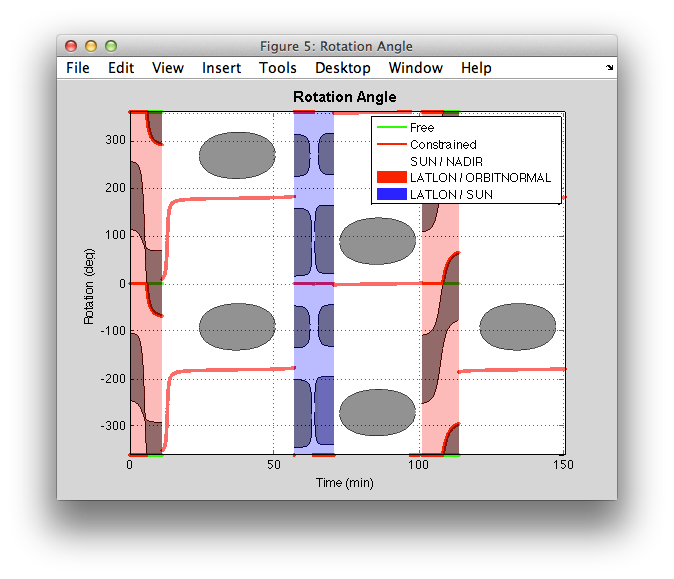 Figure 5: Rotation Angle
File Edit View Insert Tools Desktop Window Help
Rotation Angle
Free
Constrained
SUN / NADIR
LATLON / ORBITNORMAL
LATLON / SUN
Rotation (deg)
300
200
100
0
-100
-200
-300
0 50 100 150
Time (min)